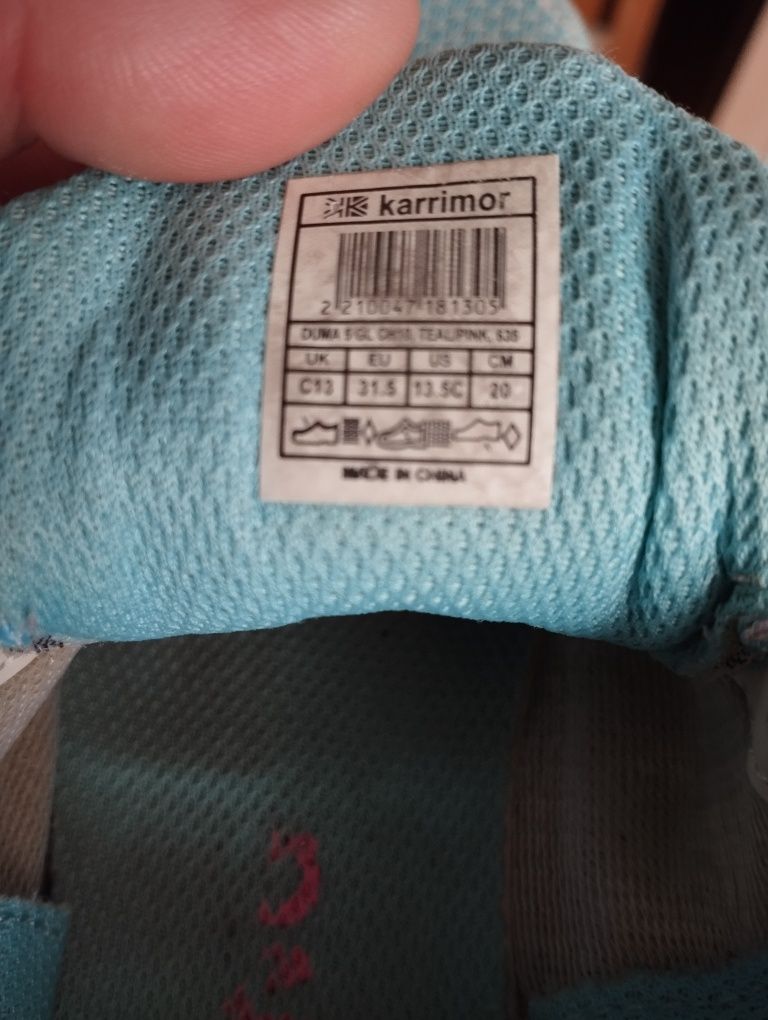 karrimor
2 210047 181305
DUMA 5 GL CH10, TEAL/PINK, 635
UK EU US CM
C13 31.5 13.5C 20
MADE IN CHINA